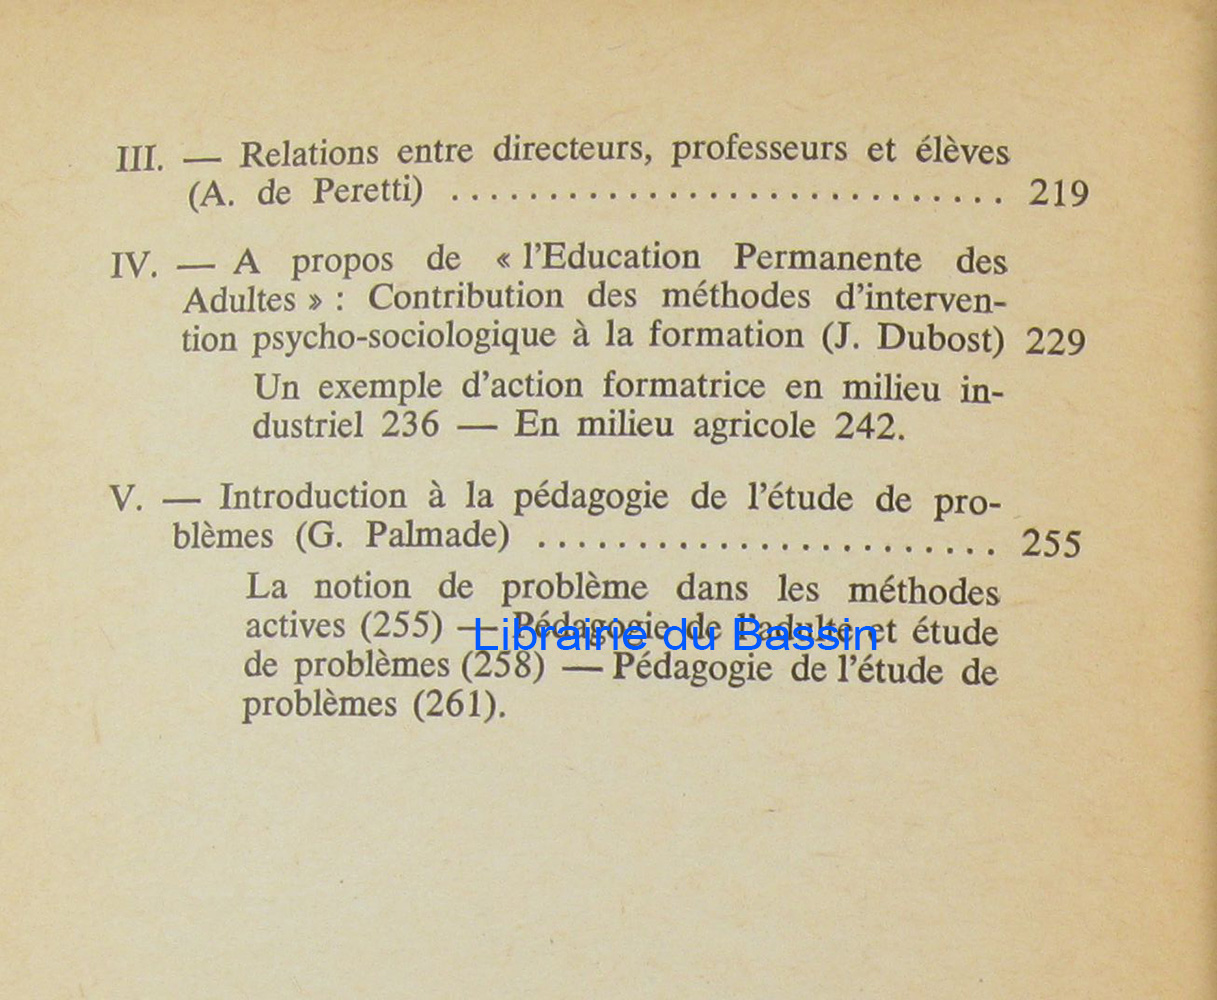 III. — Relations entre directeurs, professeurs et élèves
(A. de Peretti) ............................. 219
IV. — A propos de « l'Education Permanente des
Adultes » : Contribution des méthodes d'interven-
tion psycho-sociologique à la formation (J. Dubost) 229
Un exemple d'action formatrice en milieu in-
dustriel 236 — En milieu agricole 242.
V. — Introduction à la pédagogie de l'étude de pro-
blèmes (G. Palmade) ........................ 255
La notion de problème dans les méthodes
actives (255) — Pédagogie de l'adulte et étude
Librairie du Bassin
de problèmes (258) — Pédagogie de l'étude de
problèmes (261).